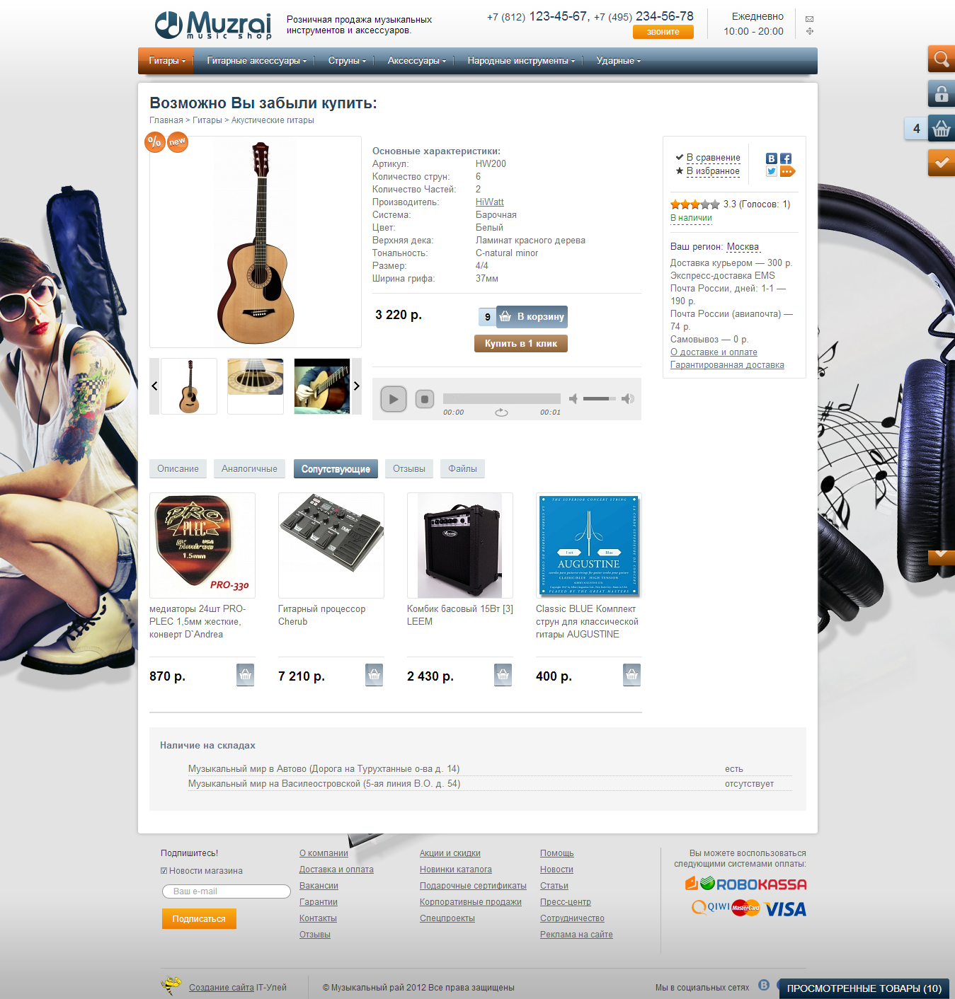 Muzrai
music shop
Розничная продажа музыкальных
инструментов и аксессуаров.
+7 (812) 123-45-67, +7 (495) 234-56-78
звоните
Ежедневно
10:00 - 20:00
Гитары
Гитарные аксессуары
Струны
Аксессуары
Народные инструменты
Ударные
4
Возможно Вы забыли купить:
Главная > Гитары > Акустические гитары
%
new
Основные характеристики:
Артикул: HW200
Количество струн: 6
Количество Частей: 2
Производитель: HiWatt
Система: Барочная
Цвет: Белый
Верхняя дека: Ламинат красного дерева
Тональность: C-natural minor
Размер: 4/4
Ширина грифа: 37мм
3 220 р.
9
В корзину
Купить в 1 клик
00:00
00:01
В сравнение
В избранное
3.3 (Голосов: 1)
В наличии
Ваш регион: Москва
Доставка курьером — 300 р.
Экспресс-доставка EMS
Почта России, дней: 1-1 —
190 р.
Почта России (авиапочта) —
74 р.
Самовывоз — 0 р.
О доставке и оплате
Гарантированная доставка
Описание
Аналогичные
Сопутствующие
Отзывы
Файлы
PRO
PLEC
D'Andrea
USA
1.5mm
PRO-330
THE SUPERIOR CONCERT STRING
1 set
Blue
AUGUSTINE
CLASSIC/BLUE HIGH TENSION
PLAYED BY THE GREAT MASTERS
медиаторы 24шт PRO-
PLEC 1,5мм жесткие,
конверт D`Andrea
Гитарный процессор
Cherub
Комбик басовый 15Вт [3]
LEEM
Classic BLUE Комплект
струн для классической
гитары AUGUSTINE
870 р.
7 210 р.
2 430 р.
400 р.
Наличие на складах
Музыкальный мир в Автово (Дорога на Турухтанные о-ва д. 14) есть
Музыкальный мир на Василеостровской (5-ая линия В.О. д. 54) отсутствует
Подпишитесь!
Новости магазина
Ваш e-mail
Подписаться
О компании
Доставка и оплата
Вакансии
Гарантии
Контакты
Отзывы
Акции и скидки
Новинки каталога
Подарочные сертификаты
Корпоративные продажи
Спецпроекты
Помощь
Новости
Статьи
Пресс-центр
Сотрудничество
Реклама на сайте
Вы можете воспользоваться
следующими системами оплаты:
ROBOKASSA
QIWI
MasterCard
VISA
Создание сайта IT-Улей
© Музыкальный рай 2012 Все права защищены
Мы в социальных сетях
ПРОСМОТРЕННЫЕ ТОВАРЫ (10)